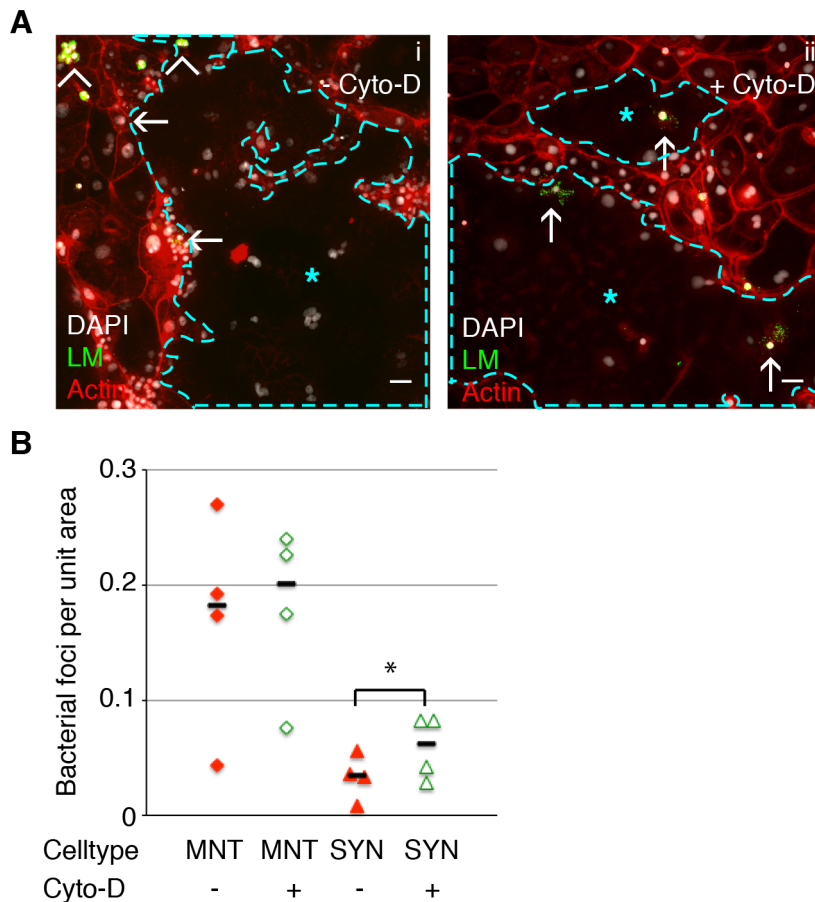 A
i
- Cyto-D
DAPI
LM
Actin
ii
+ Cyto-D
*
*
*
DAPI
LM
Actin
B
Bacterial foci per unit area
0.3
0.2
0.1
0
*
Celltype MNT MNT SYN SYN
Cyto-D - + - +